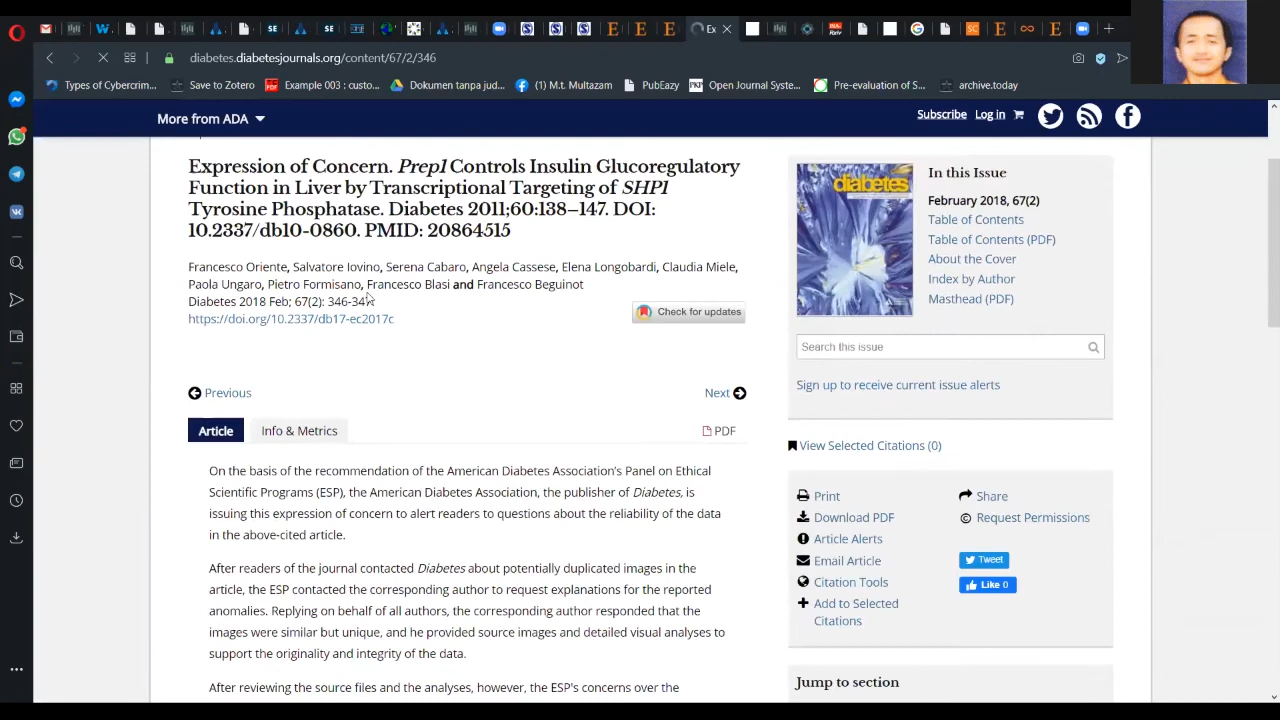 diabetes.diabetesjournals.org/content/67/2/346
Types of Cybercrim...
Save to Zotero
Example 003 : custo...
Dokumen tanpa jud...
(1) M.t. Multazam
PubEazy
Open Journal Syste...
Pre-evaluation of S...
archive.today
More from ADA
Subscribe
Log in
Expression of Concern. Prep1 Controls Insulin Glucoregulatory
Function in Liver by Transcriptional Targeting of SHP1
Tyrosine Phosphatase. Diabetes 2011;60:138–147. DOI:
10.2337/db10-0860. PMID: 20864515
Francesco Oriente, Salvatore Iovino, Serena Cabaro, Angela Cassese, Elena Longobardi, Claudia Miele,
Paola Ungaro, Pietro Formisano, Francesco Blasi and Francesco Beguinot
Diabetes 2018 Feb; 67(2): 346-347
https://doi.org/10.2337/db17-ec2017c
Check for updates
Previous
Next
Article
Info & Metrics
PDF
On the basis of the recommendation of the American Diabetes Association's Panel on Ethical
Scientific Programs (ESP), the American Diabetes Association, the publisher of Diabetes, is
issuing this expression of concern to alert readers to questions about the reliability of the data
in the above-cited article.
After readers of the journal contacted Diabetes about potentially duplicated images in the
article, the ESP contacted the corresponding author to request explanations for the reported
anomalies. Replying on behalf of all authors, the corresponding author responded that the
images were similar but unique, and he provided source images and detailed visual analyses to
support the originality and integrity of the data.
After reviewing the source files and the analyses, however, the ESP's concerns over the
diabetes
In this Issue
February 2018, 67(2)
Table of Contents
Table of Contents (PDF)
About the Cover
Index by Author
Masthead (PDF)
Search this issue
Sign up to receive current issue alerts
View Selected Citations (0)
Print
Download PDF
Article Alerts
Email Article
Citation Tools
Add to Selected
Citations
Share
Request Permissions
Tweet
Like 0
Jump to section